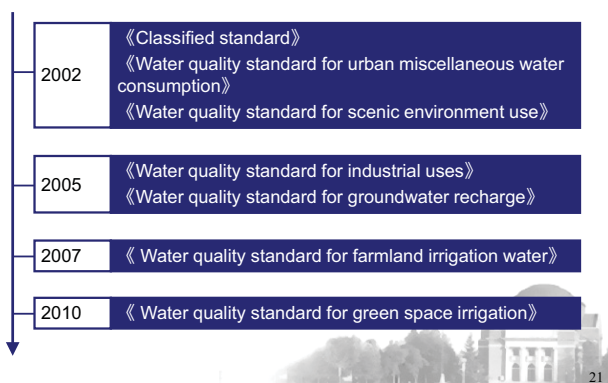 2002
《Classified standard》
《Water quality standard for urban miscellaneous water
consumption》
《Water quality standard for scenic environment use》
2005
《Water quality standard for industrial uses》
《Water quality standard for groundwater recharge》
2007
《 Water quality standard for farmland irrigation water》
2010
《 Water quality standard for green space irrigation》
21